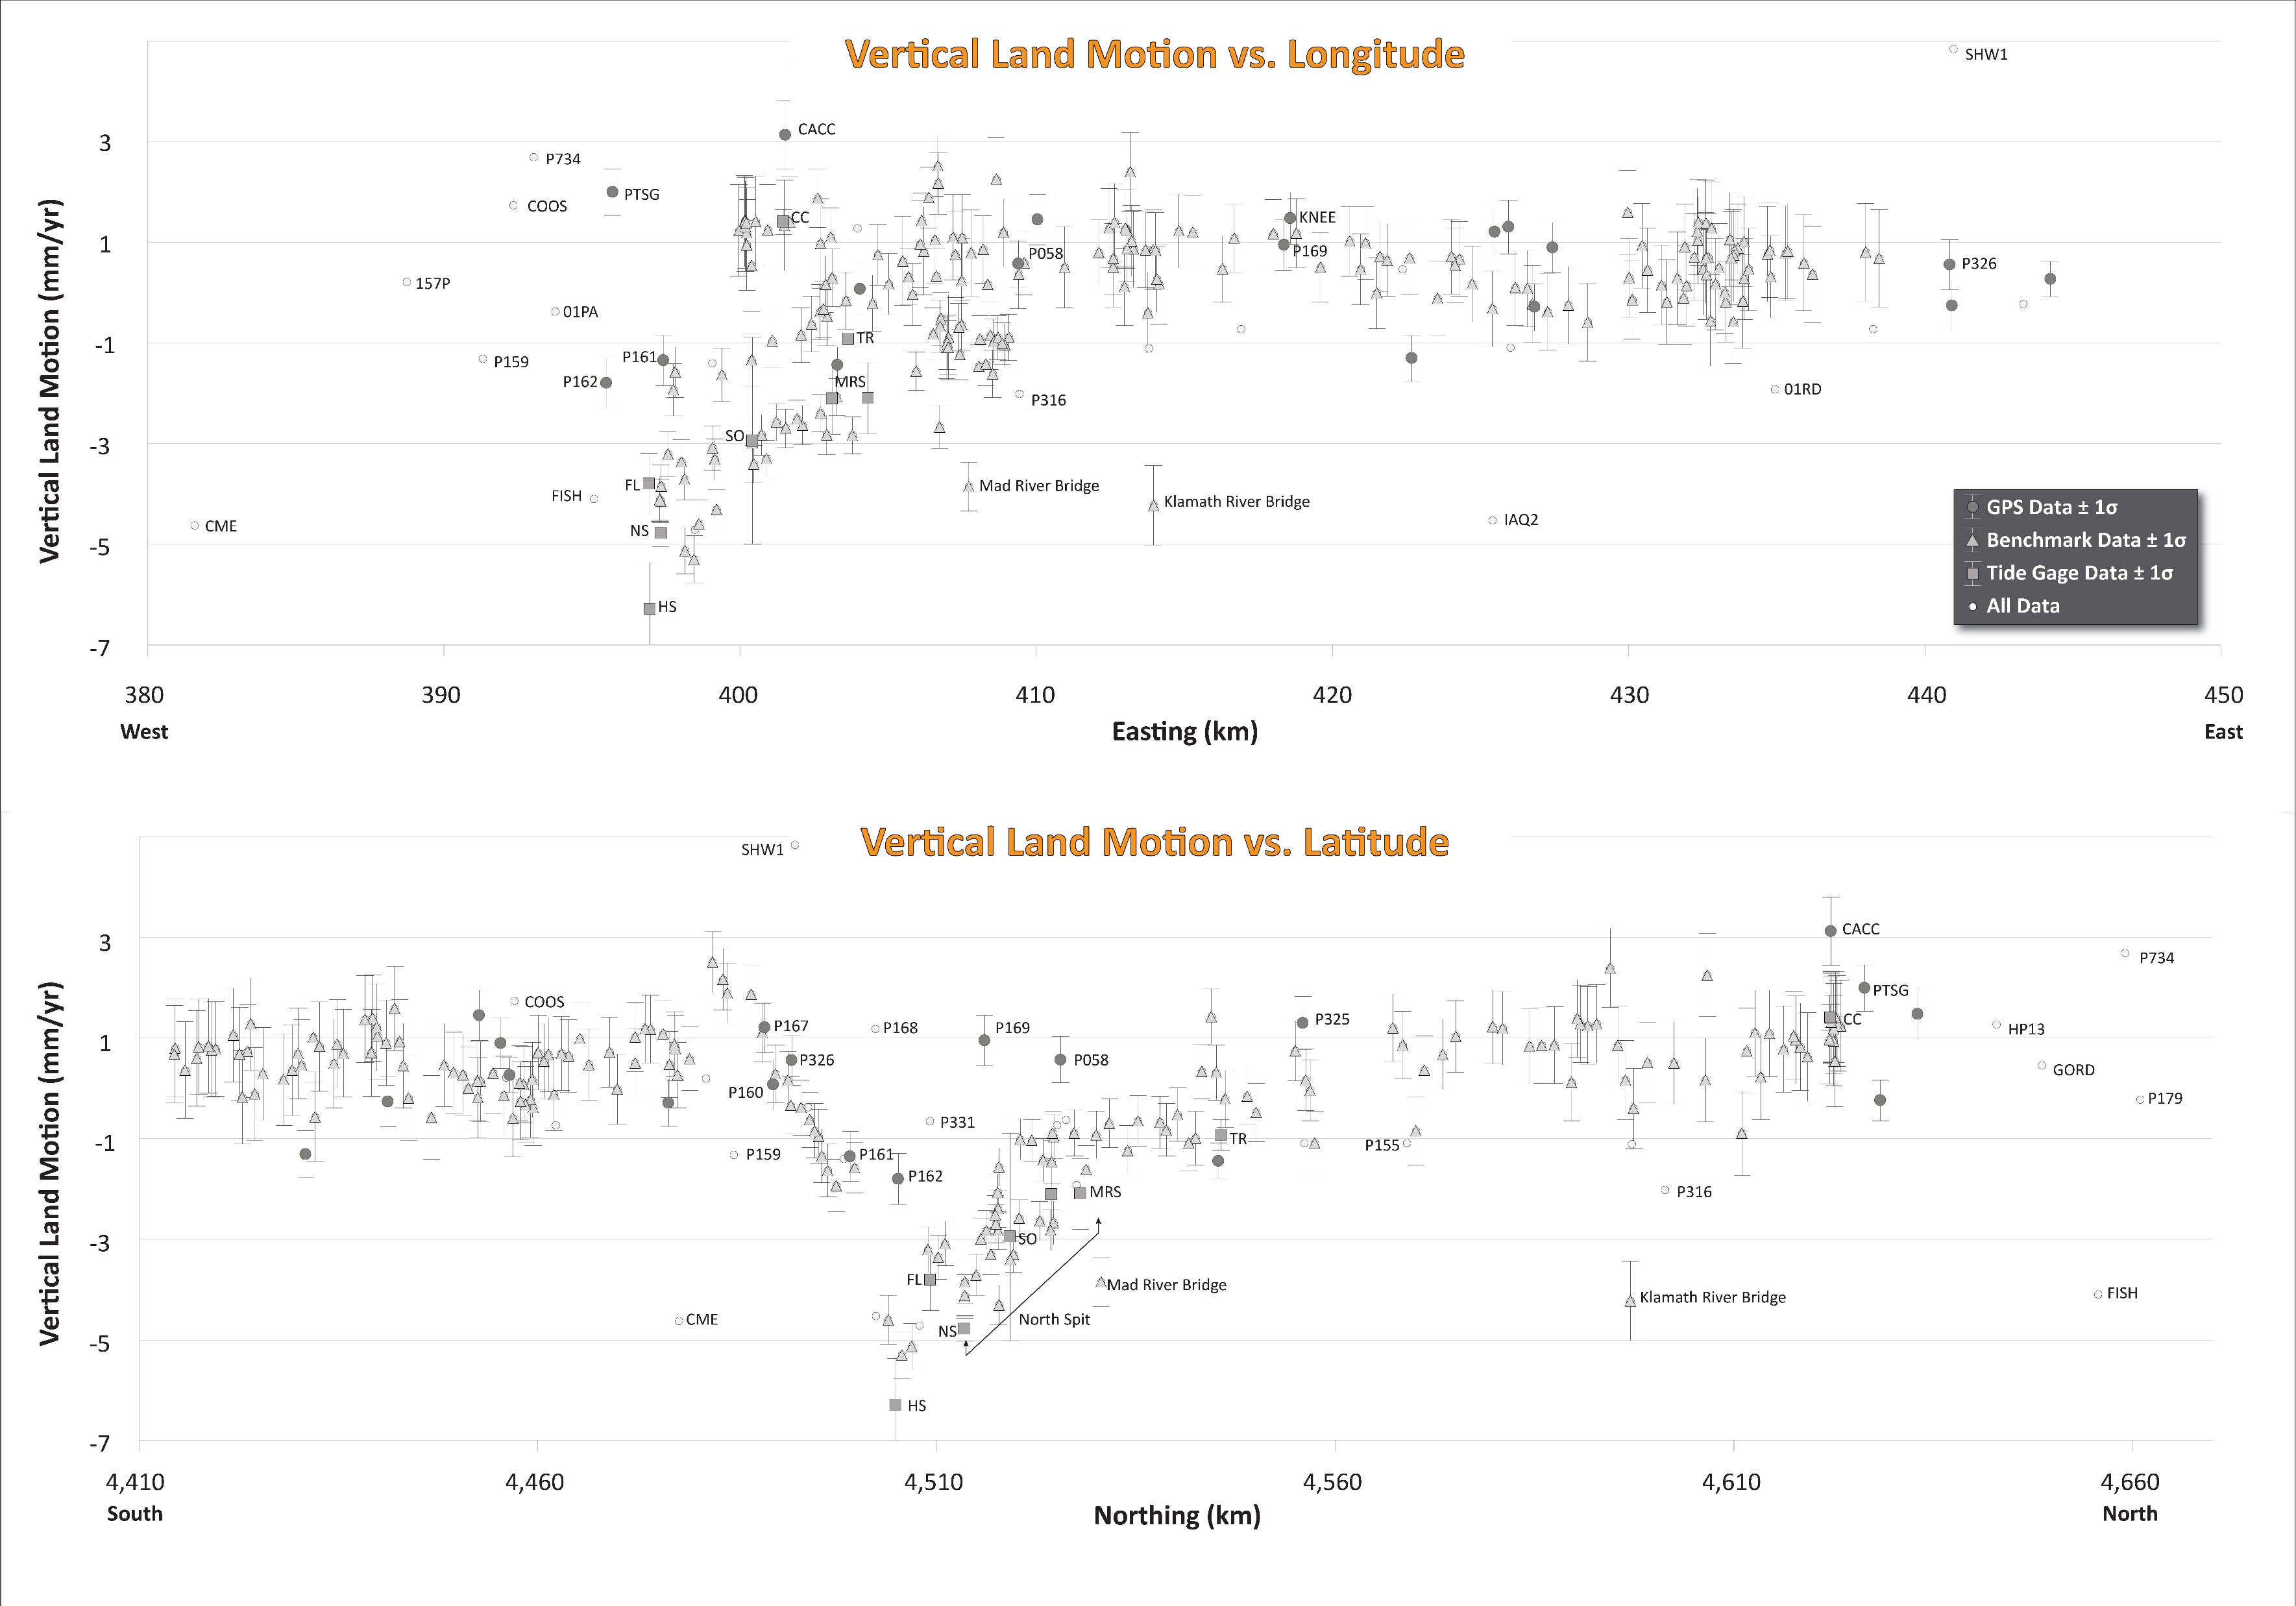 Vertical Land Motion vs. Longitude
SHW1
CACC
3
P734
PTSG
COOS
CC
KNEE
1
P169
P058
P326
157P
01PA
-1
TR
P161
P159
P162
MRS
01RD
P316
SO
-3
FL
Mad River Bridge
FISH
Klamath River Bridge
CME
IAQ2
NS
-5
HS
-7
Vertical Land Motion (mm/yr)
GPS Data ± 1σ
Benchmark Data ± 1σ
Tide Gage Data ± 1σ
All Data
380 390 400 410 420 430 440 450
West Easting (km) East
Vertical Land Motion vs. Latitude
SHW1
CACC
3
P734
PTSG
COOS
CC
P167
P168
P169
P325
HP13
1
P326
P058
GORD
P160
P179
P331
-1
TR
P155
P159
P161
P162
MRS
P316
-3
SO
FL
Mad River Bridge
FISH
Klamath River Bridge
CME
North Spit
NS
-5
HS
-7
Vertical Land Motion (mm/yr)
4,410 4,460 4,510 4,560 4,610 4,660
South Northing (km) North